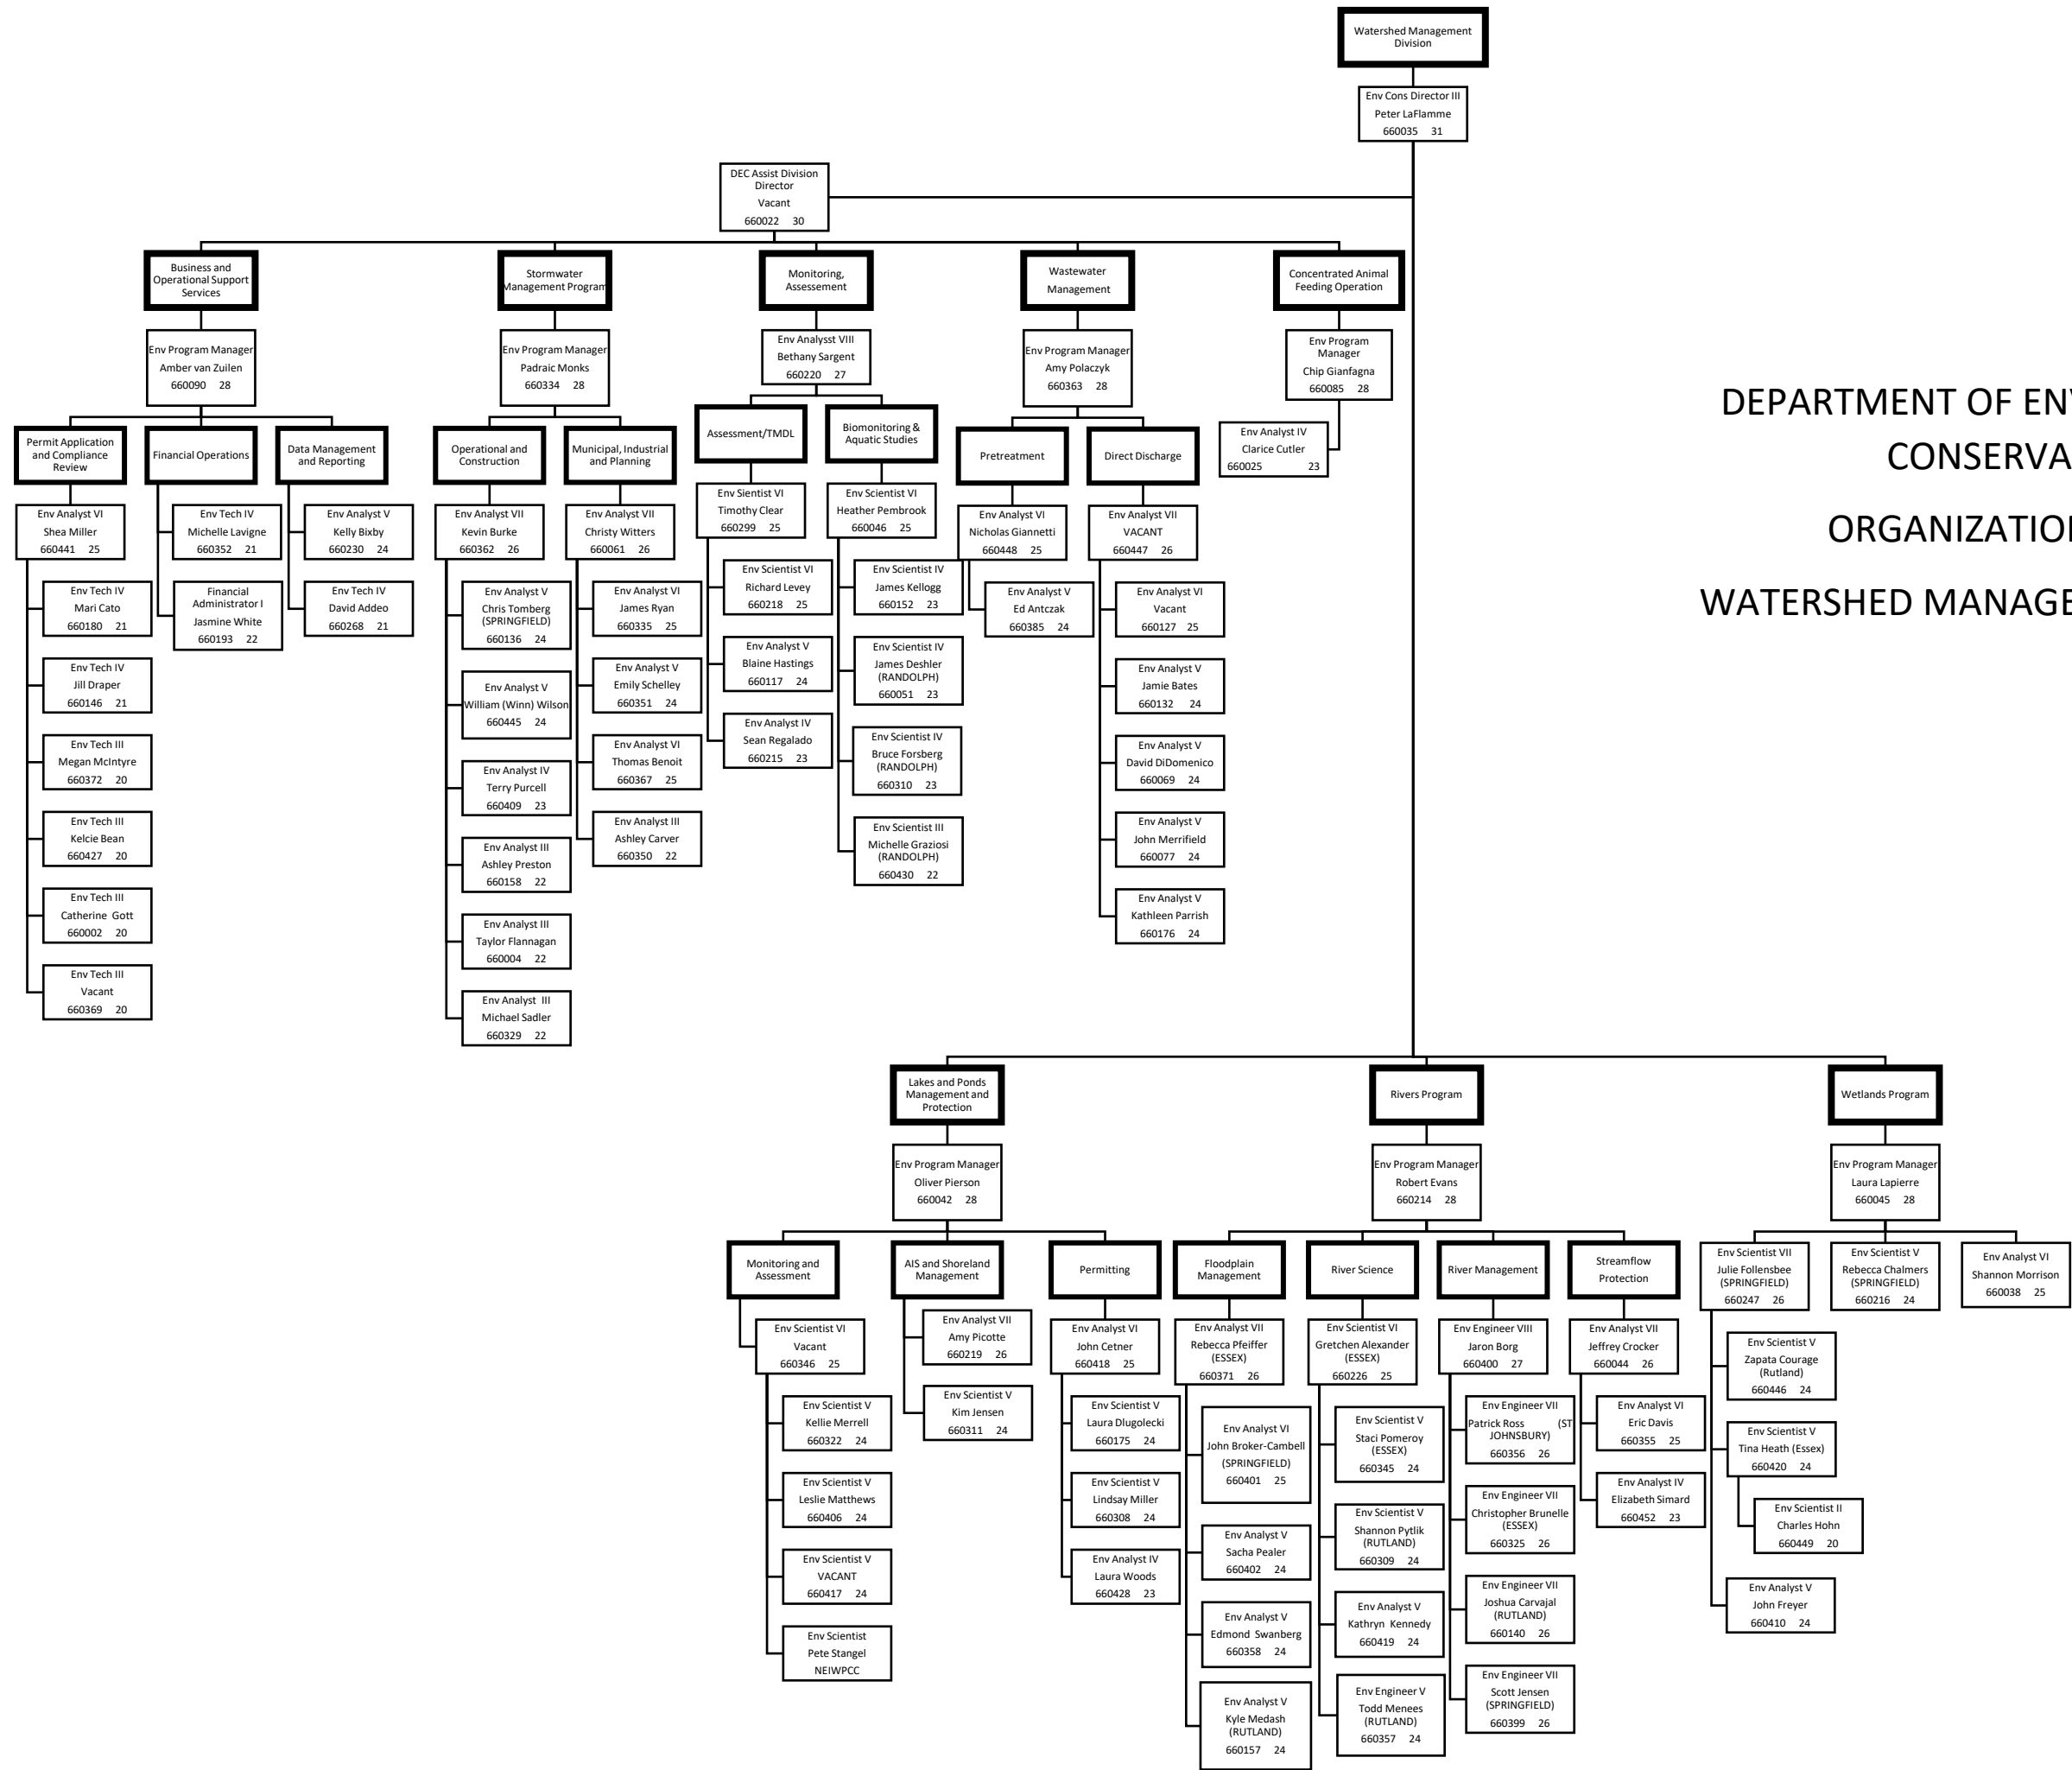 Watershed Management
Division
Env Cons Director III
Peter LaFlamme
660035 31
DEC Assist Division
Director
Vacant
660022 30
Business and
Operational Support
Services
Env Program Manager
Amber van Zuilen
660090 28
Permit Application
and Compliance
Review
Env Analyst VI
Shea Miller
660441 25
Env Tech IV
Mari Cato
660180 21
Env Tech IV
Jill Draper
660146 21
Env Tech III
Megan McIntyre
660372 20
Env Tech III
Kelcie Bean
660427 20
Env Tech III
Catherine Gott
660002 20
Env Tech III
Vacant
660369 20
Financial Operations
Env Tech IV
Michelle Lavigne
660352 21
Financial
Administrator I
Jasmine White
660193 22
Data Management
and Reporting
Env Analyst V
Kelly Bixby
660230 24
Env Tech IV
David Addeo
660268 21
Stormwater
Management Program
Env Program Manager
Padraic Monks
660334 28
Operational and
Construction
Env Analyst VII
Kevin Burke
660362 26
Env Analyst V
Chris Tomberg
(SPRINGFIELD)
660136 24
Env Analyst V
William (Winn) Wilson
660445 24
Env Analyst IV
Terry Purcell
660409 23
Env Analyst III
Ashley Preston
660158 22
Env Analyst III
Taylor Flannagan
660004 22
Env Analyst III
Michael Sadler
660329 22
Municipal, Industrial
and Planning
Env Analyst VII
Christy Witters
660061 26
Env Analyst VI
James Ryan
660335 25
Env Analyst V
Emily Schelley
660351 24
Env Analyst VI
Thomas Benoit
660367 25
Env Analyst III
Ashley Carver
660350 22
Monitoring,
Assessement
Env Analysst VIII
Bethany Sargent
660220 27
Assessment/TMDL
Env Sientist VI
Timothy Clear
660299 25
Env Scientist VI
Richard Levey
660218 25
Env Analyst V
Blaine Hastings
660117 24
Env Analyst IV
Sean Regalado
660215 23
Biomonitoring &
Aquatic Studies
Env Scientist VI
Heather Pembrook
660046 25
Env Scientist IV
James Kellogg
660152 23
Env Scientist IV
James Deshler
(RANDOLPH)
660051 23
Env Scientist IV
Bruce Forsberg
(RANDOLPH)
660310 23
Env Scientist III
Michelle Graziosi
(RANDOLPH)
660430 22
Wastewater
Management
Env Program Manager
Amy Polaczyk
660363 28
Pretreatment
Env Analyst VI
Nicholas Giannetti
660448 25
Env Analyst V
Ed Antczak
660385 24
Direct Discharge
Env Analyst VII
VACANT
660447 26
Env Analyst VI
Vacant
660127 25
Env Analyst V
Jamie Bates
660132 24
Env Analyst V
David DiDomenico
660069 24
Env Analyst V
John Merrifield
660077 24
Env Analyst V
Kathleen Parrish
660176 24
Concentrated Animal
Feeding Operation
Env Program
Manager
Chip Gianfagna
660085 28
Env Analyst IV
Clarice Cutler
660025 23
DEPARTMENT OF ENV
CONSERVA
ORGANIZATION
WATERSHED MANAGE
Lakes and Ponds
Management and
Protection
Env Program Manager
Oliver Pierson
660042 28
Monitoring and
Assessment
Env Scientist VI
Vacant
660346 25
Env Scientist V
Kellie Merrell
660322 24
Env Scientist V
Leslie Matthews
660406 24
Env Scientist V
VACANT
660417 24
Env Scientist
Pete Stangel
NEIWPCC
AIS and Shoreland
Management
Env Analyst VII
Amy Picotte
660219 26
Env Scientist V
Kim Jensen
660311 24
Permitting
Env Analyst VI
John Cetner
660418 25
Env Scientist V
Laura Dlugolecki
660175 24
Env Scientist V
Lindsay Miller
660308 24
Env Analyst IV
Laura Woods
660428 23
Rivers Program
Env Program Manager
Robert Evans
660214 28
Floodplain
Management
Env Analyst VII
Rebecca Pfeiffer
(ESSEX)
660371 26
Env Analyst VI
John Broker-Cambell
(SPRINGFIELD)
660401 25
Env Analyst V
Sacha Pealer
660402 24
Env Analyst V
Edmond Swanberg
660358 24
Env Analyst V
Kyle Medash
(RUTLAND)
660157 24
River Science
Env Scientist VI
Gretchen Alexander
(ESSEX)
660226 25
Env Scientist V
Staci Pomeroy
(ESSEX)
660345 24
Env Scientist V
Shannon Pytlik
(RUTLAND)
660309 24
Env Analyst V
Kathryn Kennedy
660419 24
Env Engineer V
Todd Menees
(RUTLAND)
660357 24
River Management
Env Engineer VIII
Jaron Borg
660400 27
Env Engineer VII
Patrick Ross (ST
JOHNSBURY)
660356 26
Env Engineer VII
Christopher Brunelle
(ESSEX)
660325 26
Env Engineer VII
Joshua Carvajal
(RUTLAND)
660140 26
Env Engineer VII
Scott Jensen
(SPRINGFIELD)
660399 26
Streamflow
Protection
Env Analyst VII
Jeffrey Crocker
660044 26
Env Analyst VI
Eric Davis
660355 25
Env Analyst IV
Elizabeth Simard
660452 23
Wetlands Program
Env Program Manager
Laura Lapierre
660045 28
Env Scientist VII
Julie Follensbee
(SPRINGFIELD)
660247 26
Env Scientist V
Zapata Courage
(Rutland)
660446 24
Env Scientist V
Tina Heath (Essex)
660420 24
Env Scientist II
Charles Hohn
660449 20
Env Analyst V
John Freyer
660410 24
Env Scientist V
Rebecca Chalmers
(SPRINGFIELD)
660216 24
Env Analyst VI
Shannon Morrison
660038 25